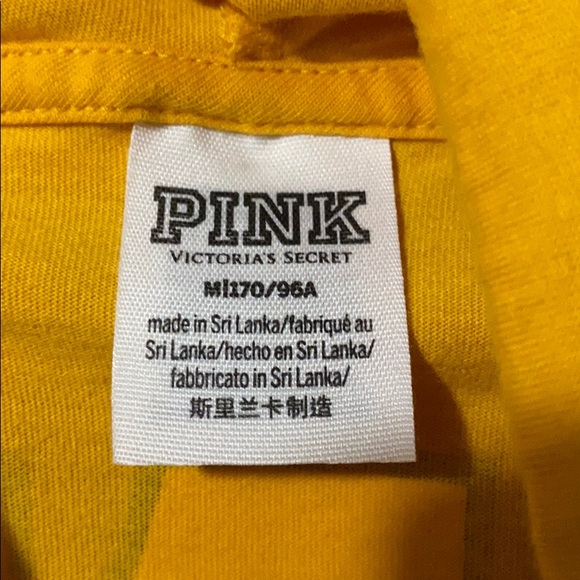 PINK
VICTORIA'S SECRET
M|170/96A
made in Sri Lanka/fabriqué au
Sri Lanka/hecho en Sri Lanka/
fabbricato in Sri Lanka/
斯里兰卡制造